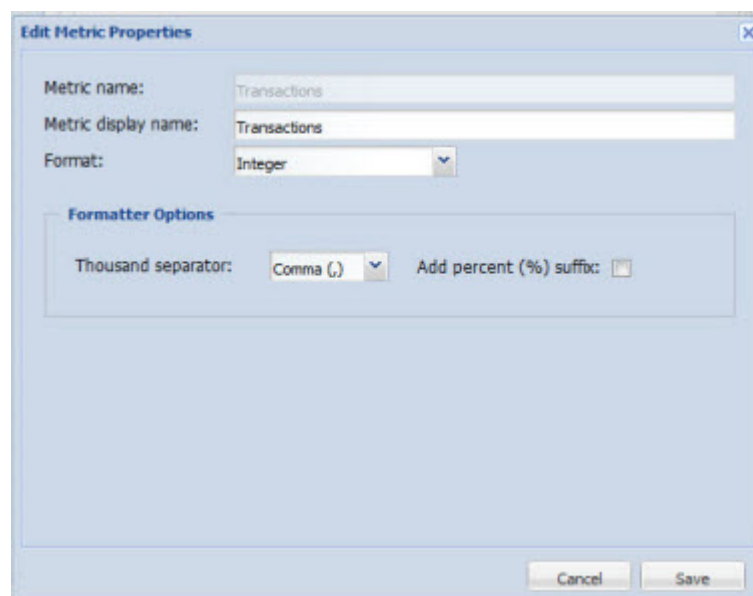 Edit Metric Properties
Metric name: Transactions
Metric display name: Transactions
Format: Integer
Formatter Options
Thousand separator: Comma (,) Add percent (%) suffix:
Cancel Save